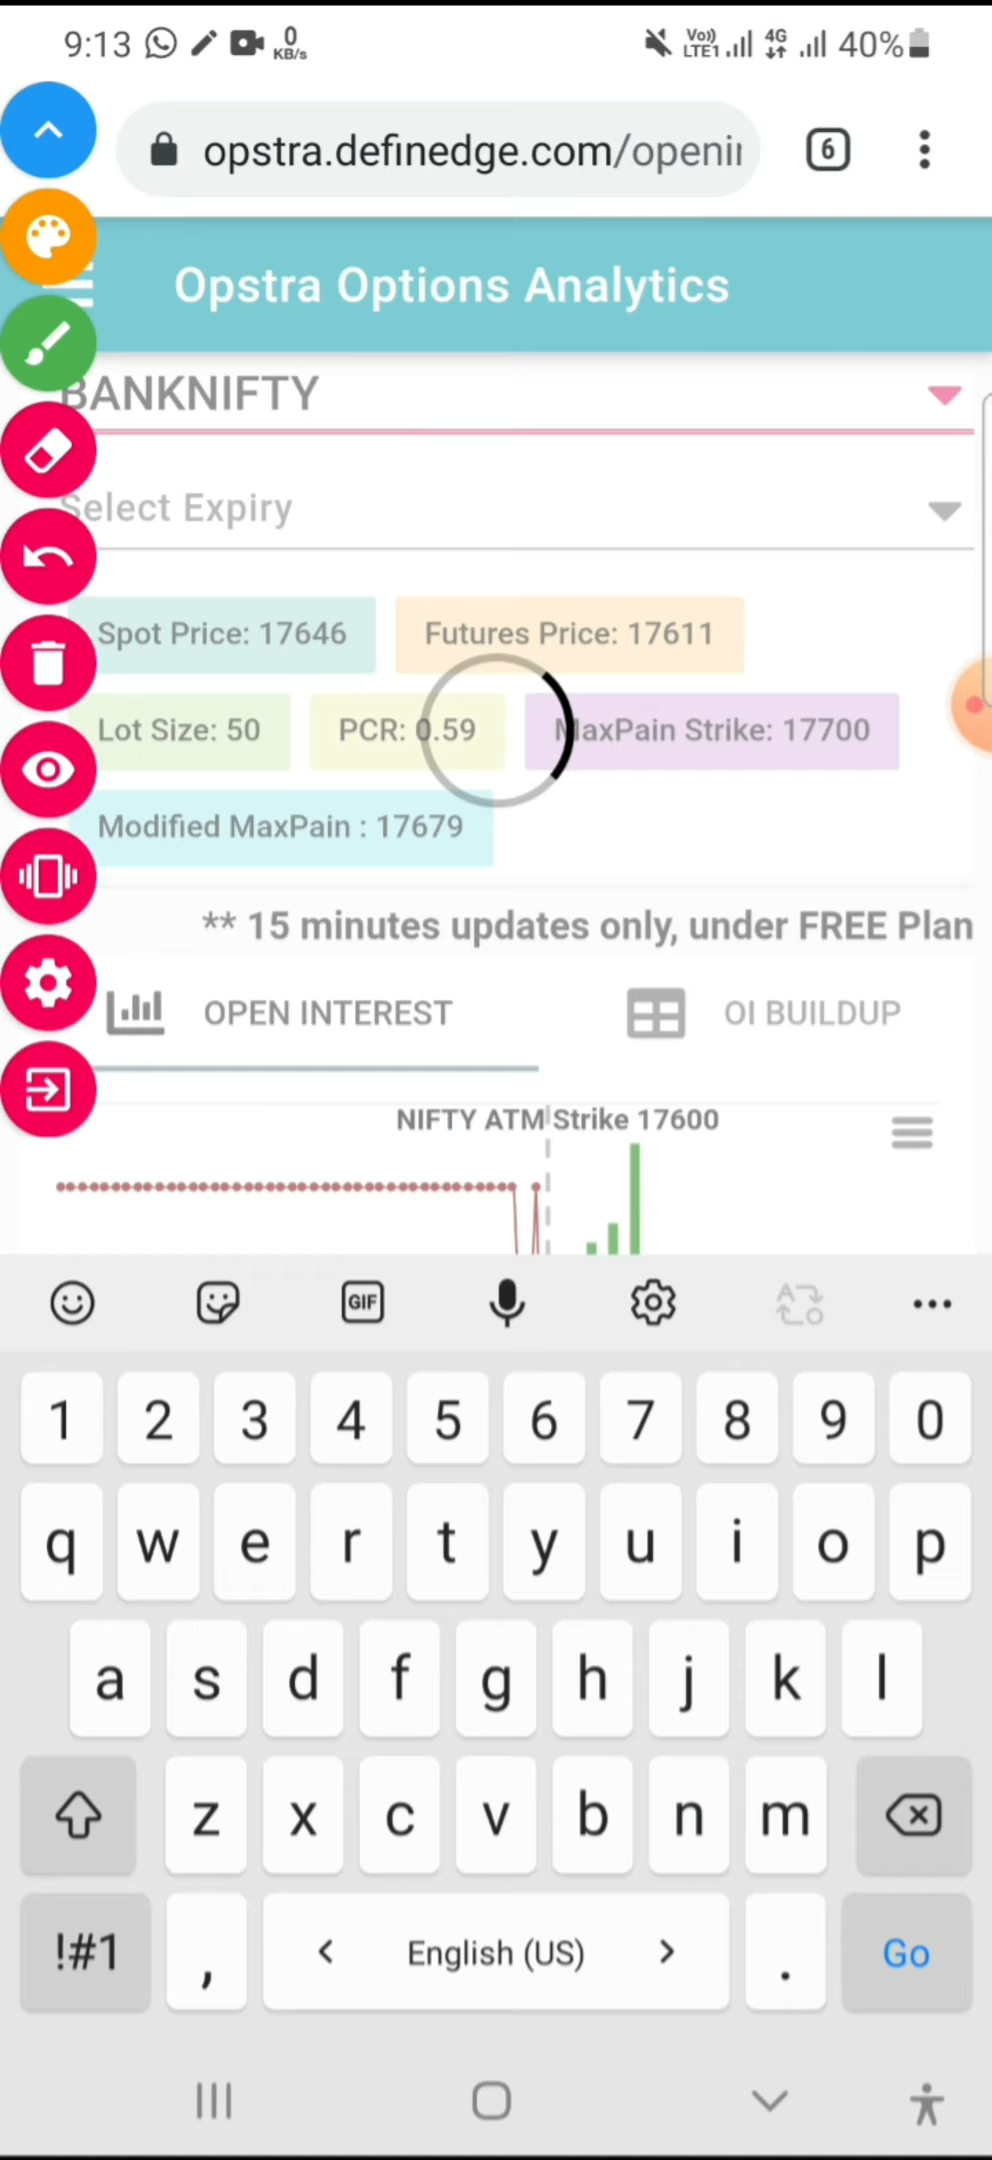 9:13 0 KB/s Vo)) LTE1 4G 40%
opstra.definedge.com/openin 6
Opstra Options Analytics
BANKNIFTY
Select Expiry
Spot Price: 17646 Futures Price: 17611
Lot Size: 50 PCR: 0.59 MaxPain Strike: 17700
Modified MaxPain : 17679
** 15 minutes updates only, under FREE Plan
OPEN INTEREST OI BUILDUP
NIFTY ATM Strike 17600
GIF A
1 2 3 4 5 6 7 8 9 0
q w e r t y u i o p
a s d f g h j k l
z x c v b n m
!#1 , < English (US) > . Go